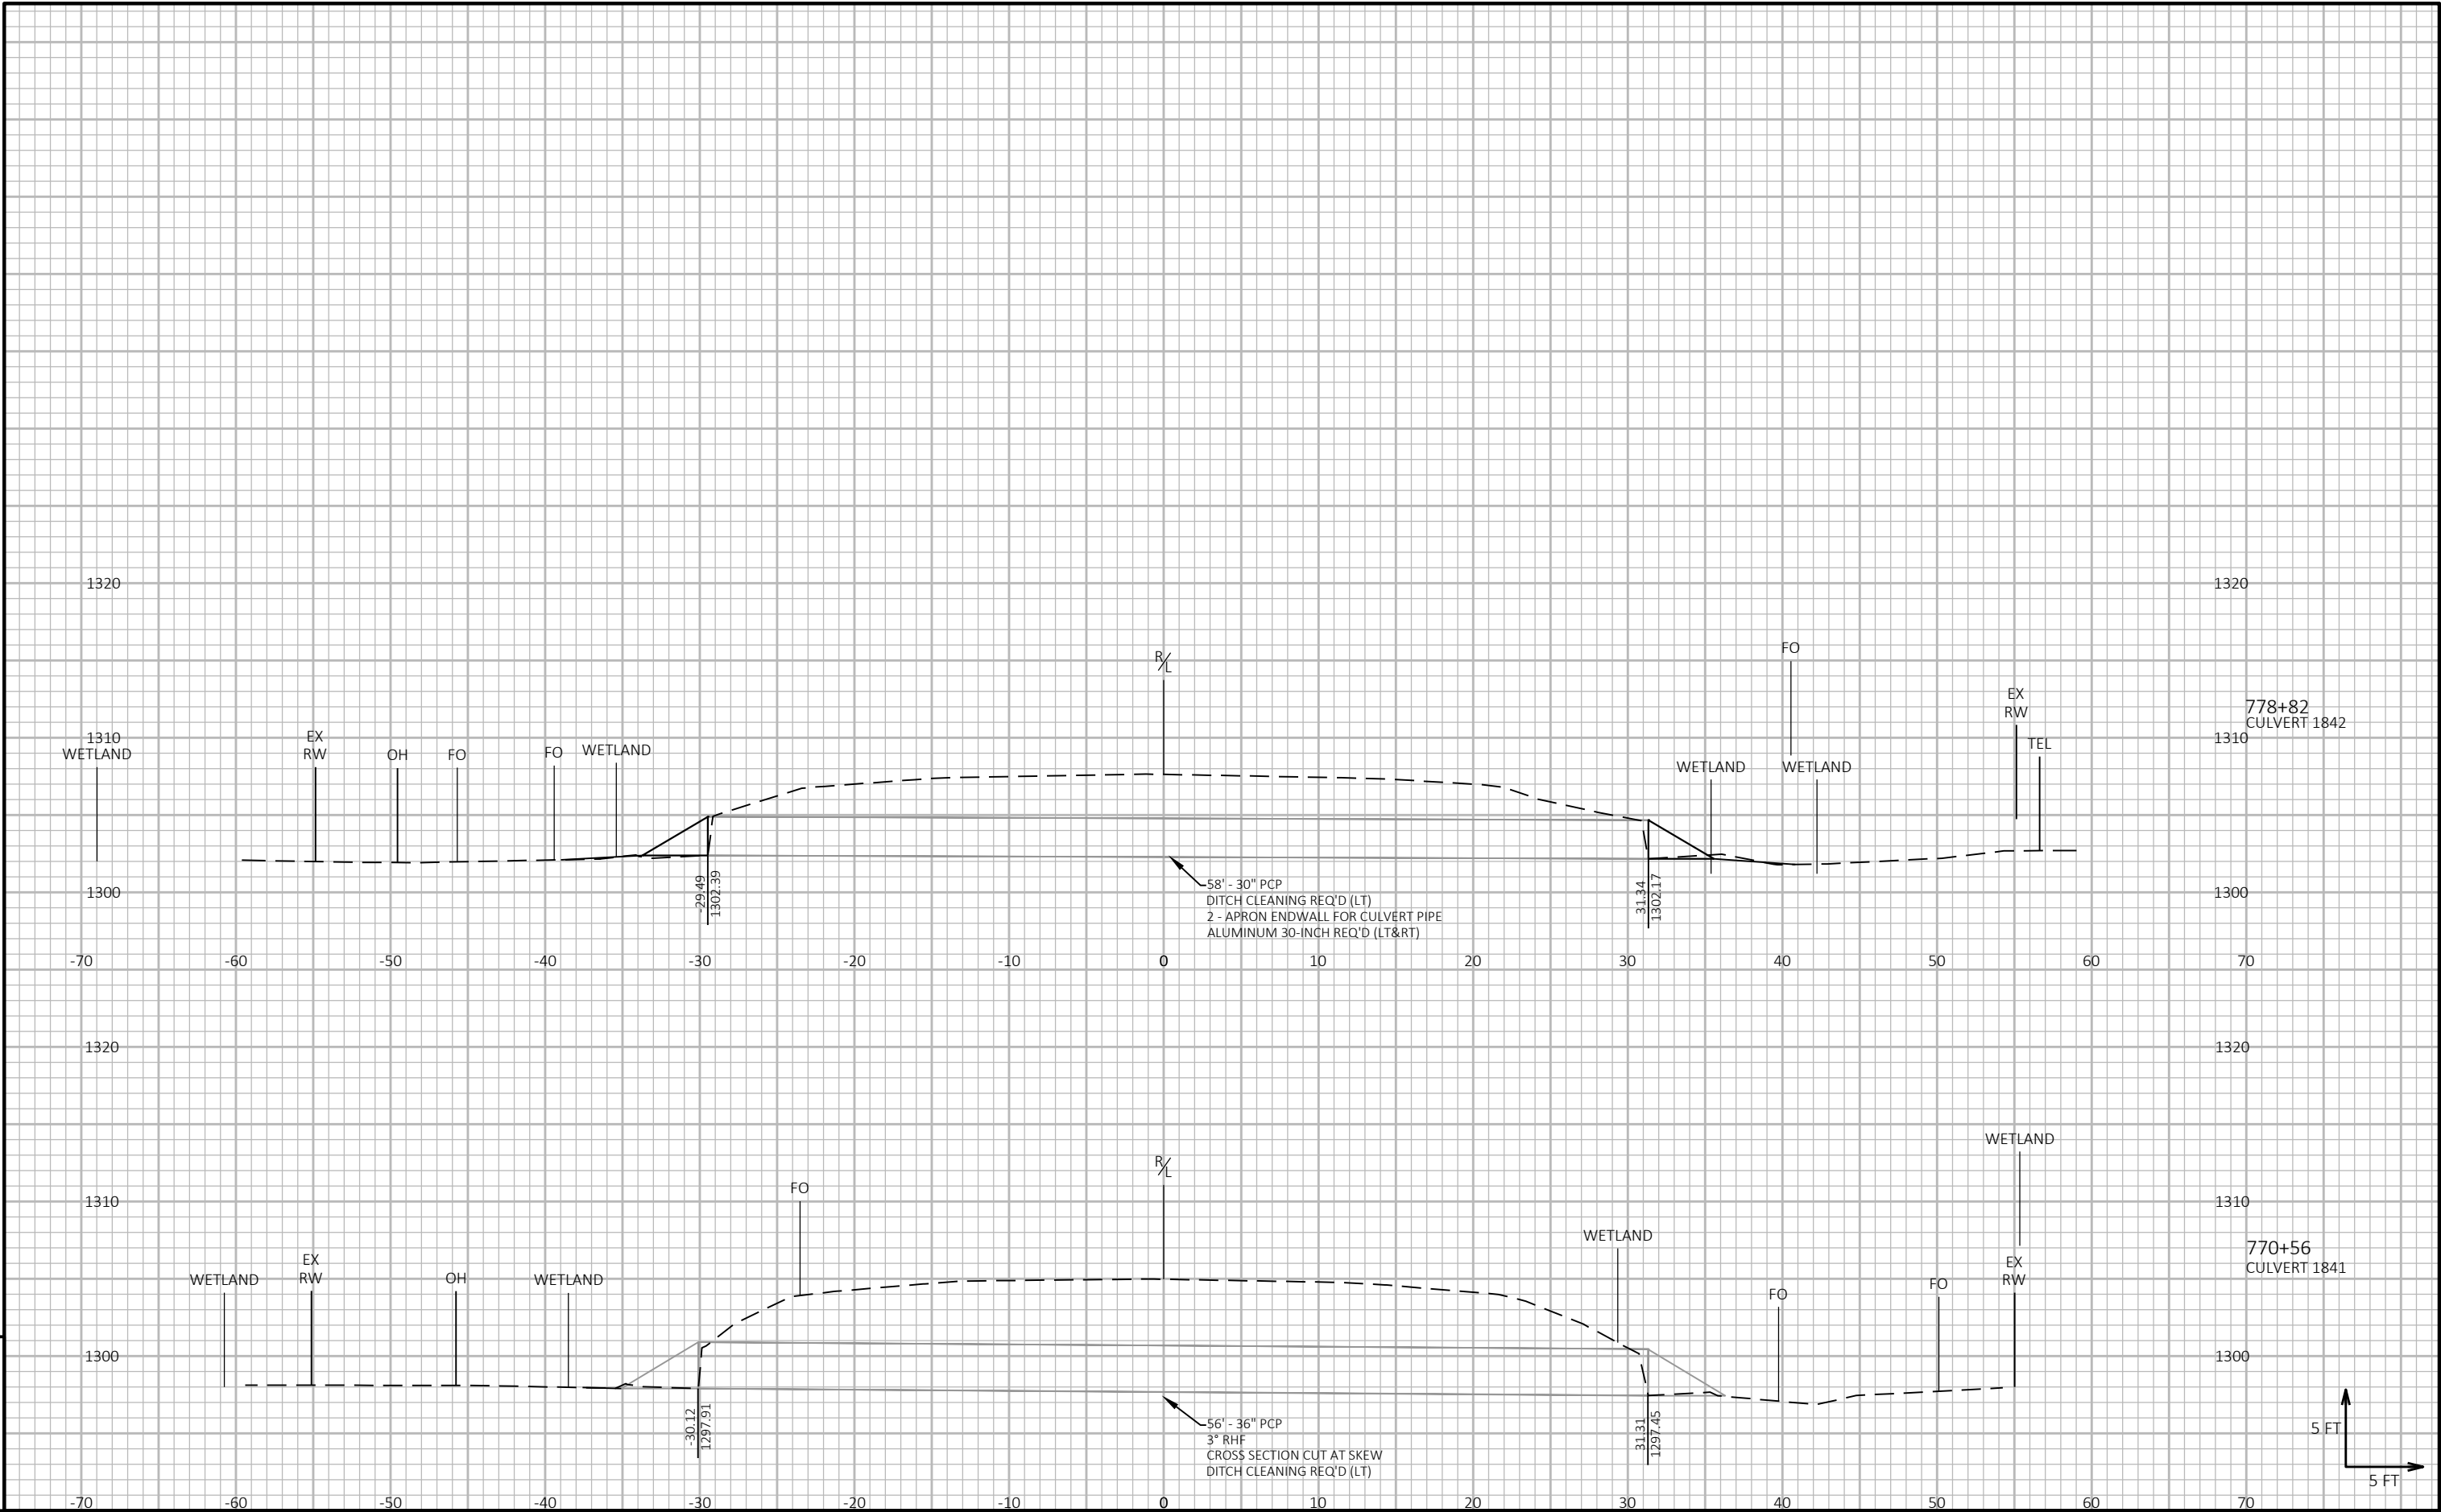 1320 1320
FO
R/L
EX
RW
778+82
CULVERT 1842
EX
RW
1310 1310
WETLAND OH FO FO WETLAND
TEL
WETLAND WETLAND
1300 1300
-29.49
1302.39
31.34
1302.17
58' - 30" PCP
DITCH CLEANING REQ'D (LT)
2 - APRON ENDWALL FOR CULVERT PIPE
ALUMINUM 30-INCH REQ'D (LT&RT)
-70 -60 -50 -40 -30 -20 -10 0 10 20 30 40 50 60 70
1320 1320
WETLAND
R/L
FO
1310 1310
WETLAND
770+56
CULVERT 1841
EX
RW
WETLAND OH WETLAND
EX
RW
FO FO
1300 1300
-30.12
1297.91
31.31
1297.45
56' - 36" PCP
3° RHF
CROSS SECTION CUT AT SKEW
DITCH CLEANING REQ'D (LT)
5 FT
5 FT
-70 -60 -50 -40 -30 -20 -10 0 10 20 30 40 50 60 70